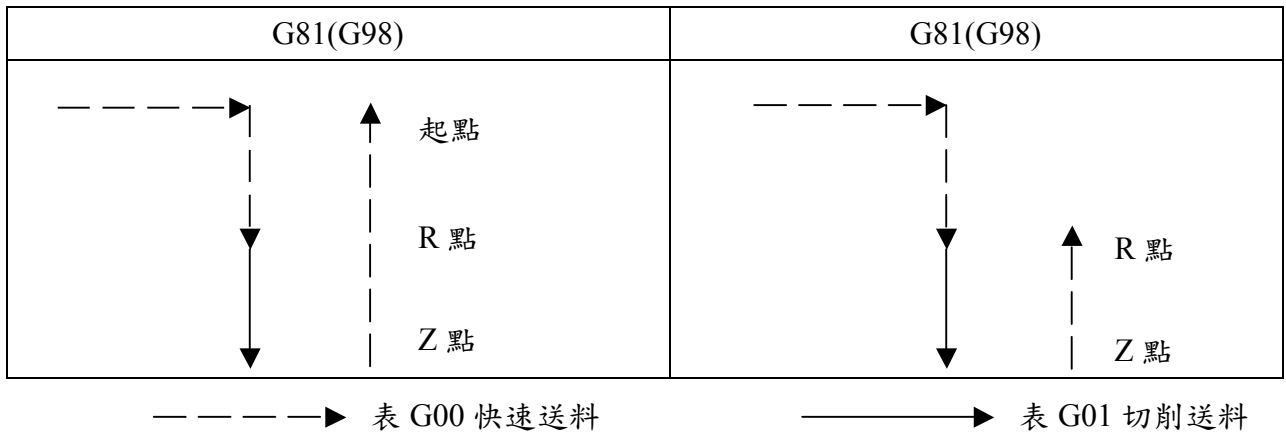 G81(G98)
G81(G98)
起點
R 點
Z 點
R 點
Z 點
表 G00 快速送料
表 G01 切削送料